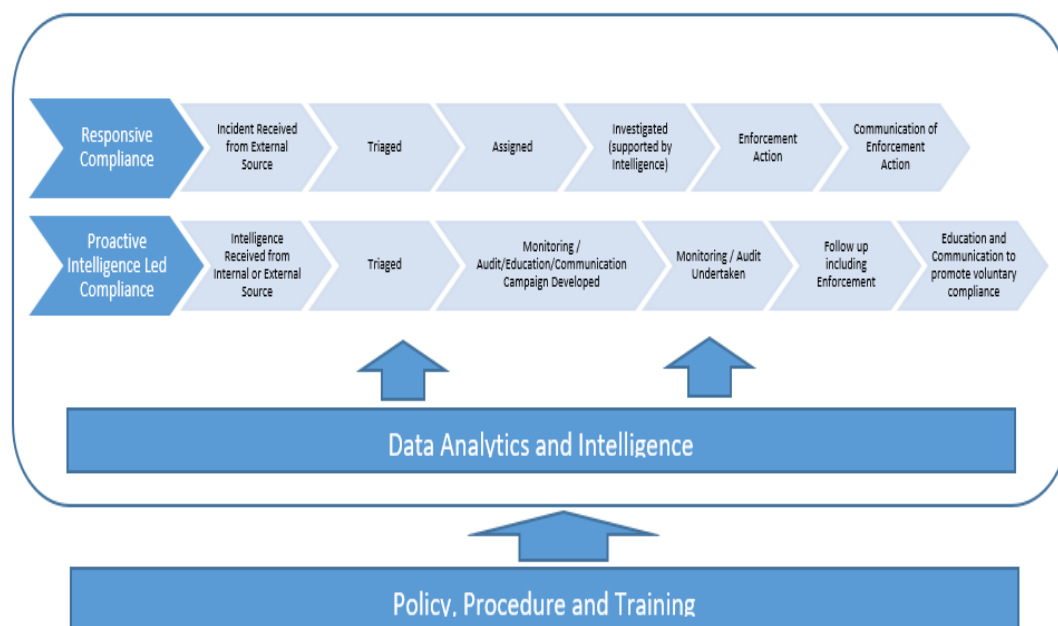 Responsive
Compliance
Incident Received
from External
Source
Triaged
Assigned
Investigated
(supported by
Intelligence)
Enforcement
Action
Communication of
Enforcement
Action
Proactive
Intelligence Led
Compliance
Intelligence
Received from
Internal or External
Source
Triaged
Monitoring /
Audit/Education/Communication
Campaign Developed
Monitoring / Audit
Undertaken
Follow up
including
Enforcement
Education and
Communication to
promote voluntary
compliance
Data Analytics and Intelligence
Policy, Procedure and Training